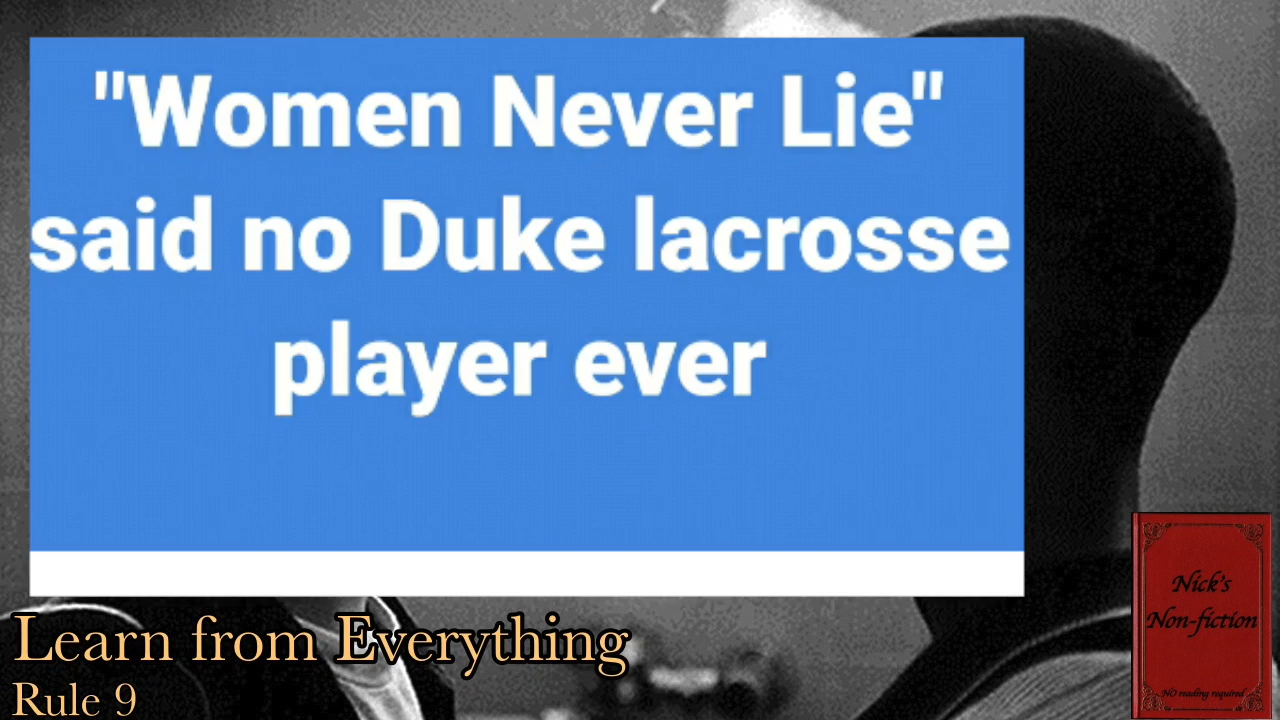 "Women Never Lie"
said no Duke lacrosse
player ever
Learn from Everything
Rule 9
Nick's
Non-fiction
NO reading required